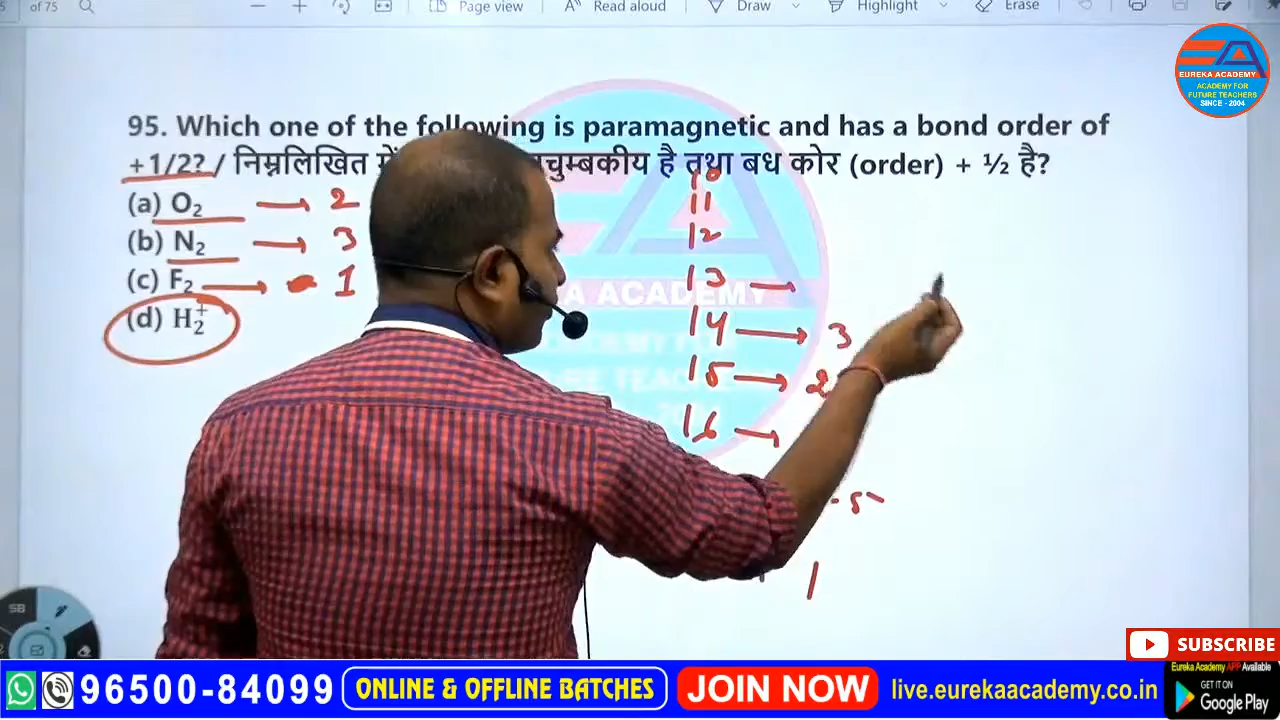 of 75
Page view
Read aloud
Draw
Highlight
Erase
EUREKA ACADEMY
ACADEMY FOR
FUTURE TEACHERS
SINCE - 2004
95. Which one of the following is paramagnetic and has a bond order of
+1/2? / निम्नलिखित में है तथा बध कोर (order) + ½ है?
(a) O₂ → 2
(b) N₂ → 3
(c) F₂ → 1
(d) H₂⁺
10
11
12
13 →
14 → 3
15 → 2
16 →
1
ACADEMY
SUBSCRIBE
96500-84099
ONLINE & OFFLINE BATCHES
JOIN NOW
live.eurekaacademy.co.in
Eureka Academy APP Available
GET IT ON
Google Play